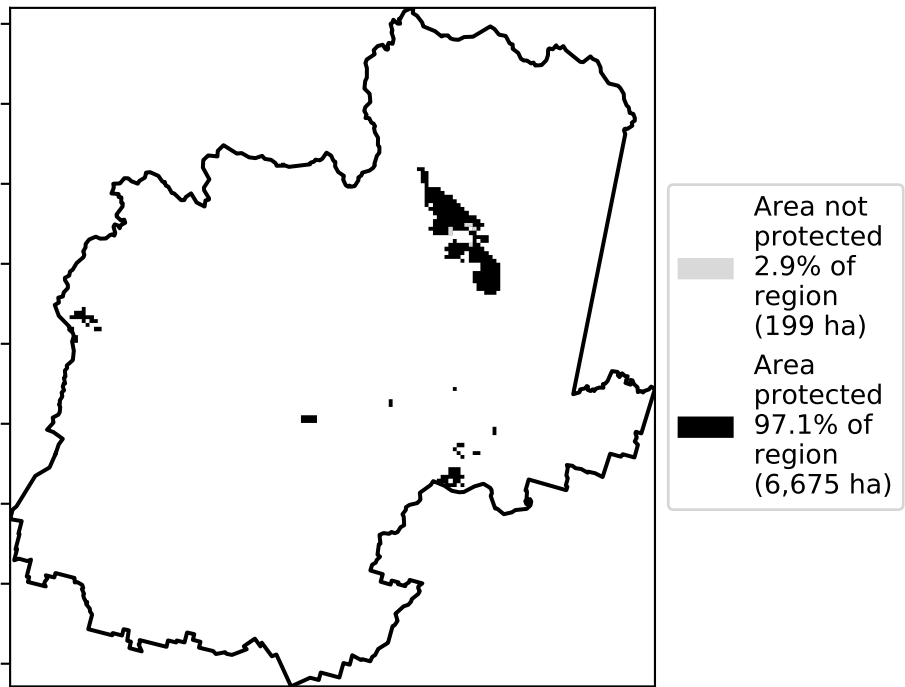 Area not
protected
2.9% of
region
(199 ha)
Area
protected
97.1% of
region
(6,675 ha)